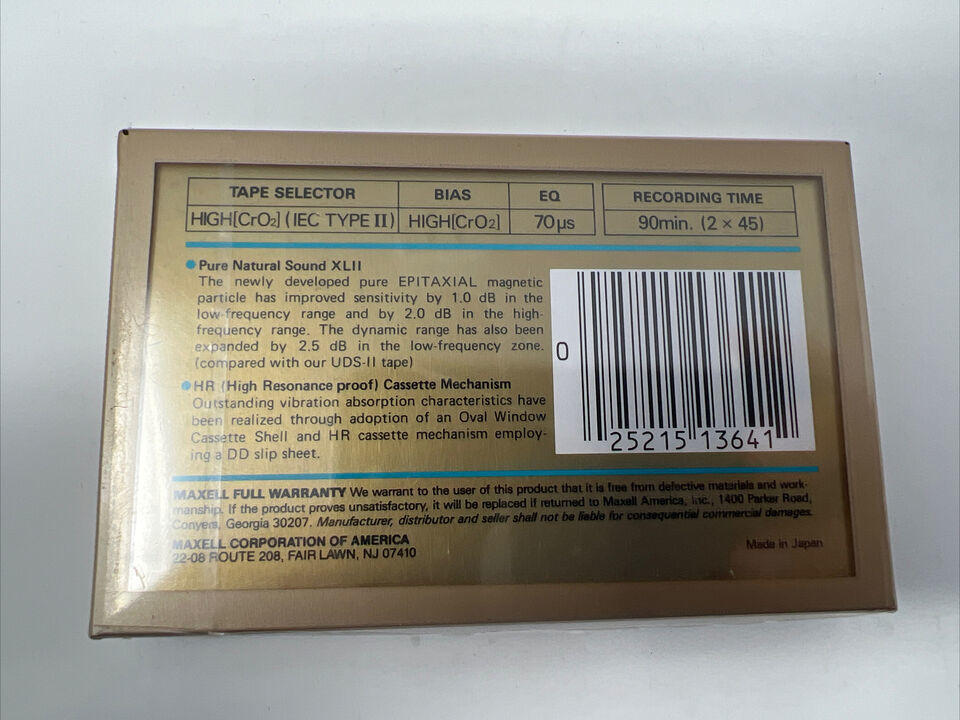 TAPE SELECTOR BIAS EQ RECORDING TIME
HIGH[CrO2] (IEC TYPE II) HIGH[CrO2] 70μs 90min. (2 × 45)
● Pure Natural Sound XLII
The newly developed pure EPITAXIAL magnetic
particle has improved sensitivity by 1.0 dB in the
low-frequency range and by 2.0 dB in the high-
frequency range. The dynamic range has also been
expanded by 2.5 dB in the low-frequency zone.
(compared with our UDS-II tape)
● HR (High Resonance proof) Cassette Mechanism
Outstanding vibration absorption characteristics have
been realized through adoption of an Oval Window
Cassette Shell and HR cassette mechanism employ-
ing a DD slip sheet.
0 25215 13641
MAXELL FULL WARRANTY We warrant to the user of this product that it is free from defective materials and work-
manship. If the product proves unsatisfactory, it will be replaced if returned to Maxell America, Inc., 1400 Parker Road,
Conyers, Georgia 30207. Manufacturer, distributor and seller shall not be liable for consequential commercial damages.
MAXELL CORPORATION OF AMERICA
22-08 ROUTE 208, FAIR LAWN, NJ 07410
Made in Japan